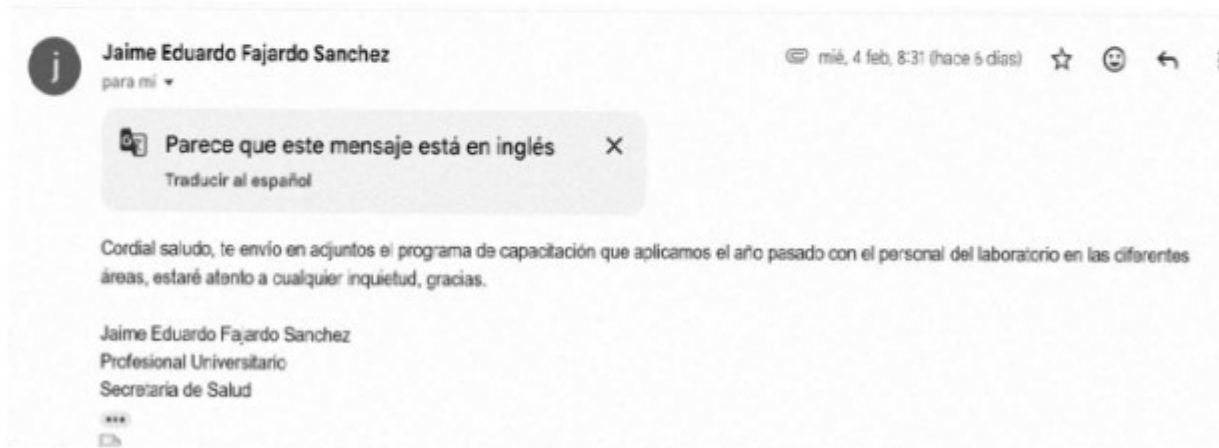 Jaime Eduardo Fajardo Sanchez
mié, 4 feb, 8:31 (hace 6 días)
para mí
j
Parece que este mensaje está en inglés
Traducir al español
Cordial saludo, te envío en adjuntos el programa de capacitación que aplicamos el año pasado con el personal del laboratorio en las diferentes
áreas, estaré atento a cualquier inquietud, gracias.
Jaime Eduardo Fajardo Sanchez
Profesional Universitario
Secretaria de Salud